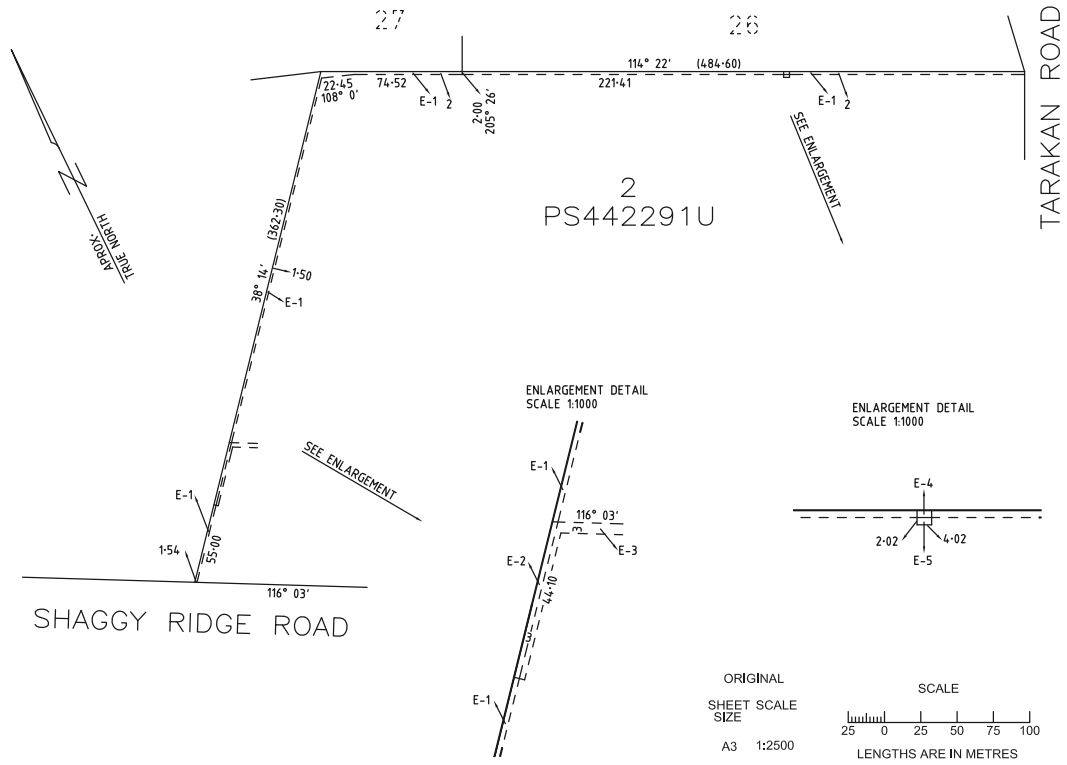 27
26
TARAKAN ROAD
114° 22' (484·60)
22·45
108° 0'
74·52
E-1
2
2·00
205° 26'
221·41
E-1
2
SEE ENLARGEMENT
2
PS442291U
APROX.
TRUE NORTH
(362·30)
38° 14'
1·50
E-1
SEE ENLARGEMENT
E-1
1·54
55·00
116° 03'
SHAGGY RIDGE ROAD
ENLARGEMENT DETAIL
SCALE 1:1000
E-1
116° 03'
3
E-3
E-2
44·10
3
E-1
ENLARGEMENT DETAIL
SCALE 1:1000
E-4
2·02
4·02
E-5
ORIGINAL
SHEET SCALE
SIZE
A3 1:2500
SCALE
25 0 25 50 75 100
LENGTHS ARE IN METRES